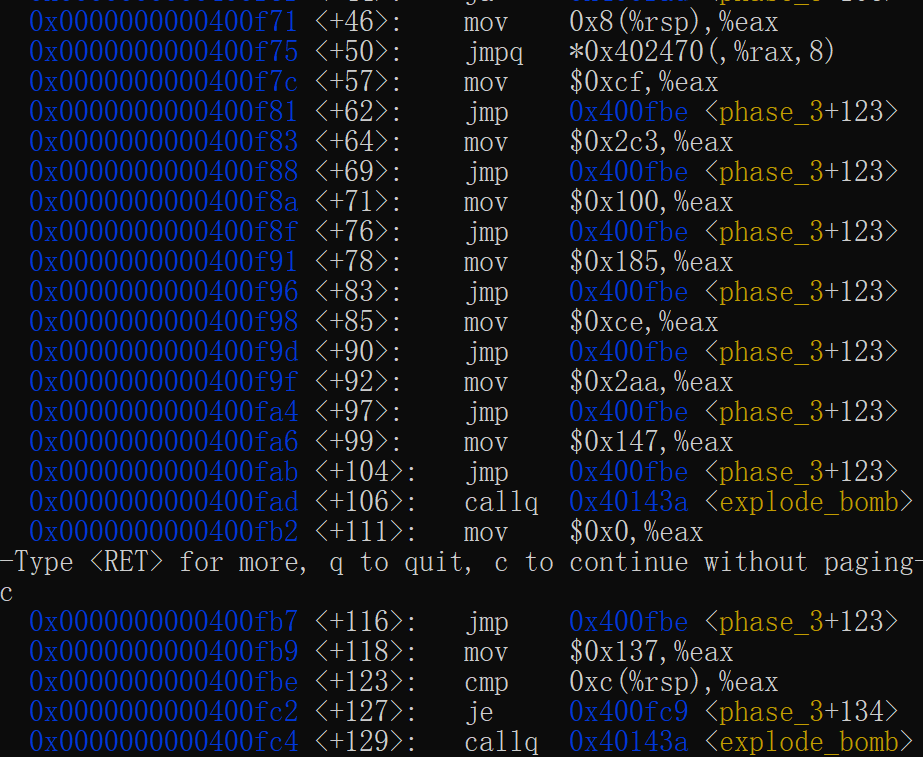 0x0000000000400f71 <+46>: mov 0x8(%rsp),%eax
0x0000000000400f75 <+50>: jmpq *0x402470(,%rax,8)
0x0000000000400f7c <+57>: mov $0xcf,%eax
0x0000000000400f81 <+62>: jmp 0x400fbe <phase_3+123>
0x0000000000400f83 <+64>: mov $0x2c3,%eax
0x0000000000400f88 <+69>: jmp 0x400fbe <phase_3+123>
0x0000000000400f8a <+71>: mov $0x100,%eax
0x0000000000400f8f <+76>: jmp 0x400fbe <phase_3+123>
0x0000000000400f91 <+78>: mov $0x185,%eax
0x0000000000400f96 <+83>: jmp 0x400fbe <phase_3+123>
0x0000000000400f98 <+85>: mov $0xce,%eax
0x0000000000400f9d <+90>: jmp 0x400fbe <phase_3+123>
0x0000000000400f9f <+92>: mov $0x2aa,%eax
0x0000000000400fa4 <+97>: jmp 0x400fbe <phase_3+123>
0x0000000000400fa6 <+99>: mov $0x147,%eax
0x0000000000400fab <+104>: jmp 0x400fbe <phase_3+123>
0x0000000000400fad <+106>: callq 0x40143a <explode_bomb>
0x0000000000400fb2 <+111>: mov $0x0,%eax
-Type <RET> for more, q to quit, c to continue without paging-
c
0x0000000000400fb7 <+116>: jmp 0x400fbe <phase_3+123>
0x0000000000400fb9 <+118>: mov $0x137,%eax
0x0000000000400fbe <+123>: cmp 0xc(%rsp),%eax
0x0000000000400fc2 <+127>: je 0x400fc9 <phase_3+134>
0x0000000000400fc4 <+129>: callq 0x40143a <explode_bomb>